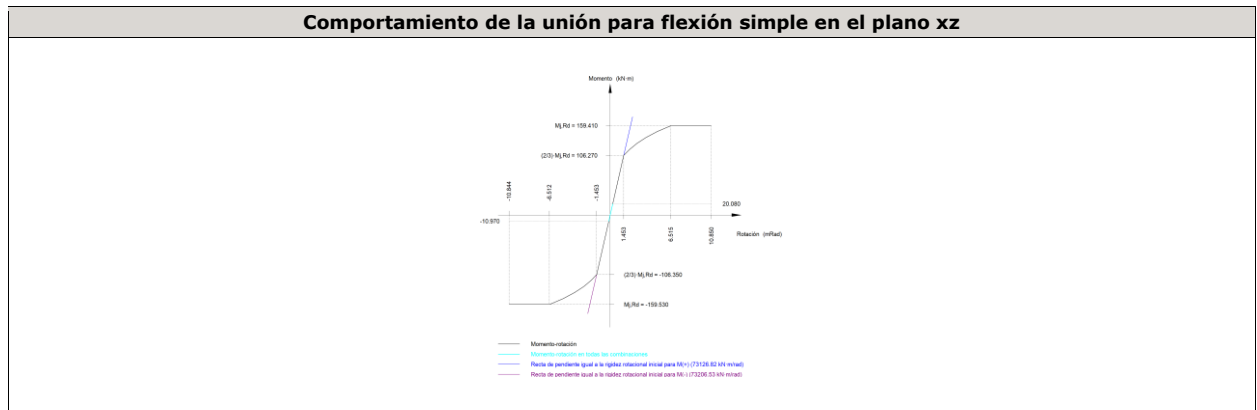 Comportamiento de la unión para flexión simple en el plano xz
Momento (kN·m)
Mj,Rd = 159.410
(2/3)·Mj,Rd = 106.270
-10.844
-6.512
-1.453
20.080
-10.970
1.453
6.515
10.850
Rotación (mRad)
(2/3)·Mj,Rd = -106.350
Mj,Rd = -159.530
Momento-rotación
Momento-rotación en todas las combinaciones
Recta de pendiente igual a la rigidez rotacional inicial para M(+) (73126.82 kN·m/rad)
Recta de pendiente igual a la rigidez rotacional inicial para M(-) (73206.53 kN·m/rad)